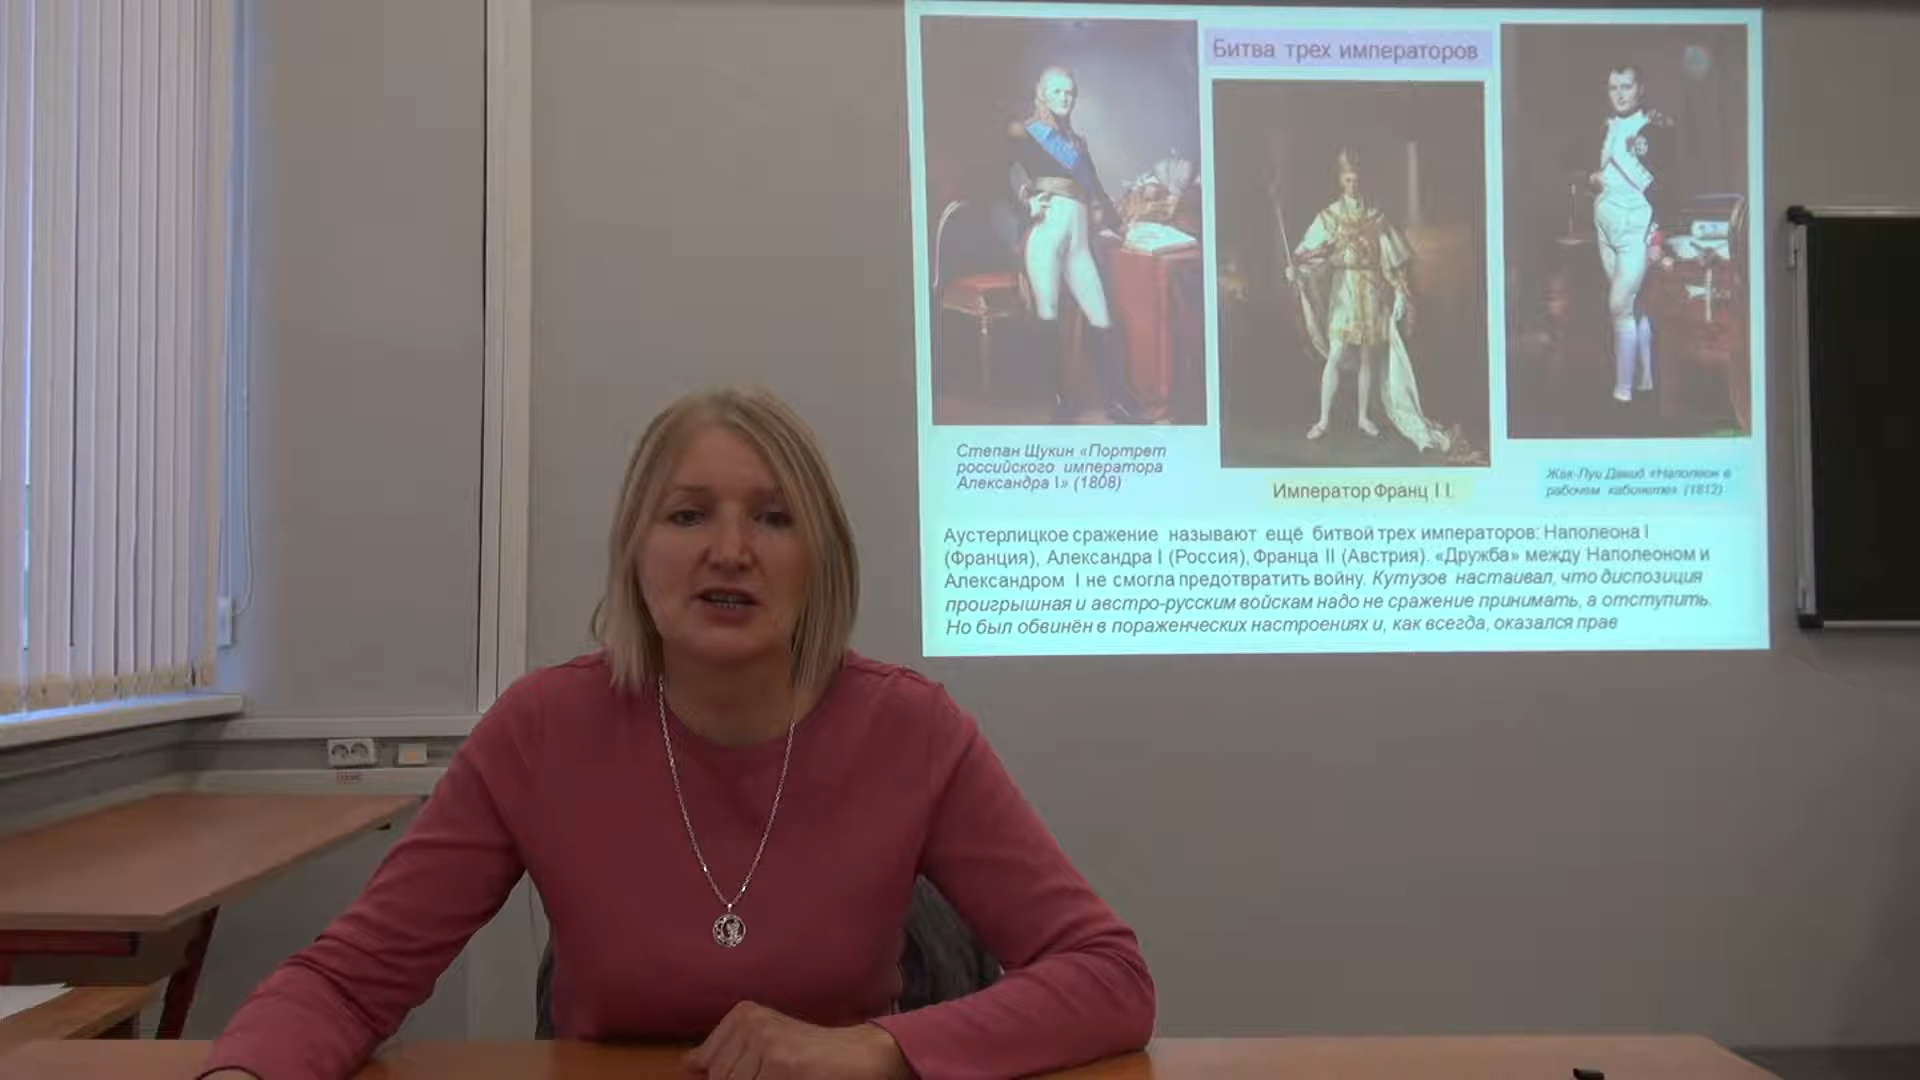 Битва трех императоров
Степан Щукин «Портрет
российского императора
Александра I» (1808)
Император Франц I I.
Жак-Луи Давид «Наполеон в
рабочем кабинете» (1812)
Аустерлицкое сражение называют ещё битвой трех императоров: Наполеона I
(Франция), Александра I (Россия), Франца II (Австрия). «Дружба» между Наполеоном и
Александром I не смогла предотвратить войну. Кутузов настаивал, что диспозиция
проигрышная и австро-русским войскам надо не сражение принимать, а отступить.
Но был обвинён в пораженческих настроениях и, как всегда, оказался прав